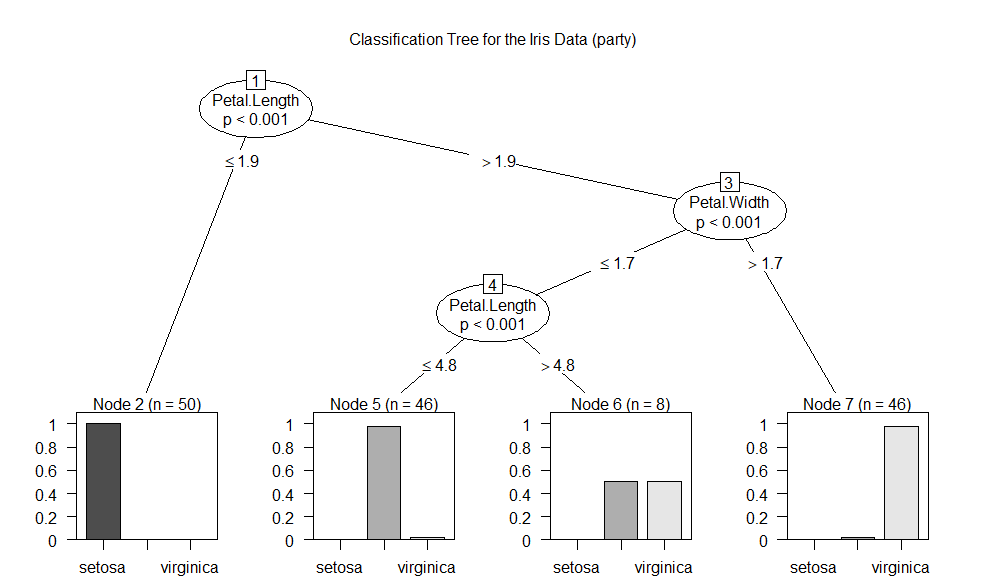 Classification Tree for the Iris Data (party)
1
Petal.Length
p < 0.001
≤ 1.9
> 1.9
3
Petal.Width
p < 0.001
≤ 1.7
> 1.7
4
Petal.Length
p < 0.001
≤ 4.8
> 4.8
Node 2 (n = 50)
1
0.8
0.6
0.4
0.2
0
setosa
virginica
Node 5 (n = 46)
1
0.8
0.6
0.4
0.2
0
setosa
virginica
Node 6 (n = 8)
1
0.8
0.6
0.4
0.2
0
setosa
virginica
Node 7 (n = 46)
1
0.8
0.6
0.4
0.2
0
setosa
virginica